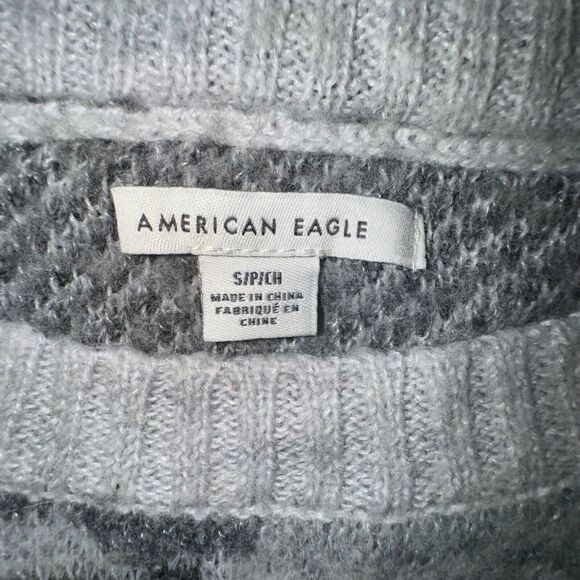 AMERICAN EAGLE
S/P/CH
MADE IN CHINA
FABRIQUÉ EN
CHINE